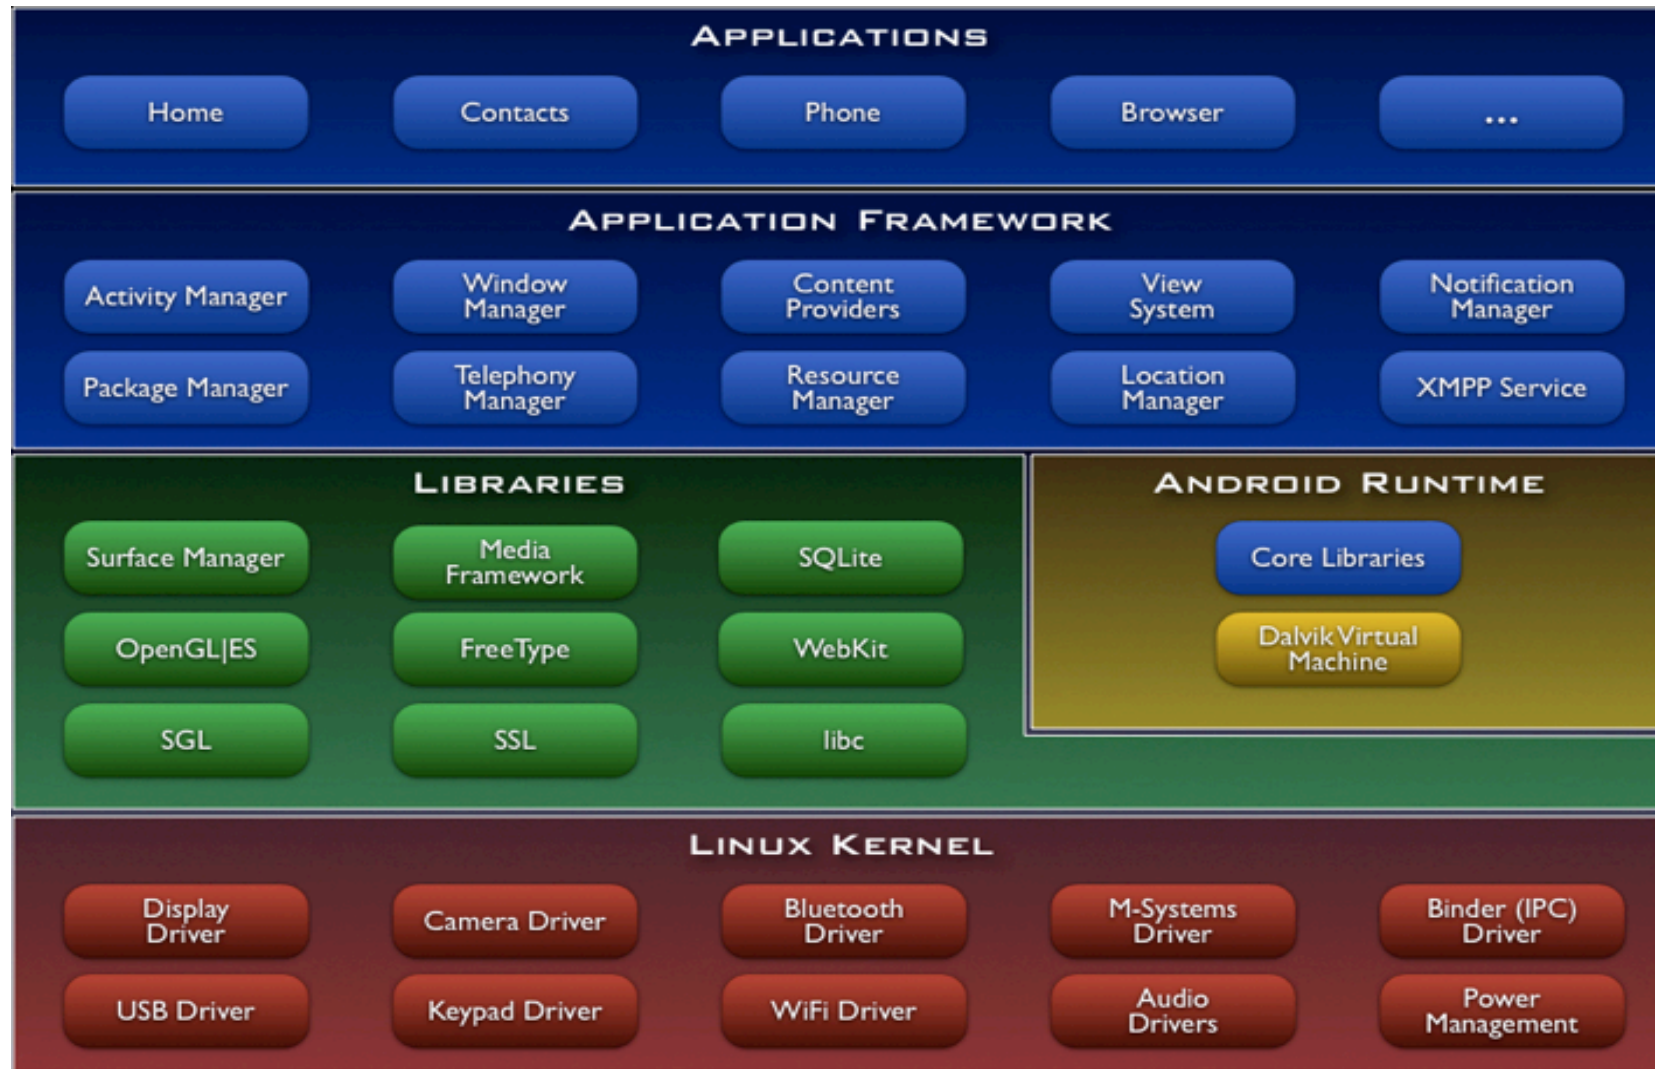 APPLICATIONS
Home
Contacts
Phone
Browser
...
APPLICATION FRAMEWORK
Activity Manager
Window
Manager
Content
Providers
View
System
Notification
Manager
Package Manager
Telephony
Manager
Resource
Manager
Location
Manager
XMPP Service
LIBRARIES
Surface Manager
Media
Framework
SQLite
OpenGL|ES
FreeType
WebKit
SGL
SSL
libc
ANDROID RUNTIME
Core Libraries
Dalvik Virtual
Machine
LINUX KERNEL
Display
Driver
Camera Driver
Bluetooth
Driver
M-Systems
Driver
Binder (IPC)
Driver
USB Driver
Keypad Driver
WiFi Driver
Audio
Drivers
Power
Management